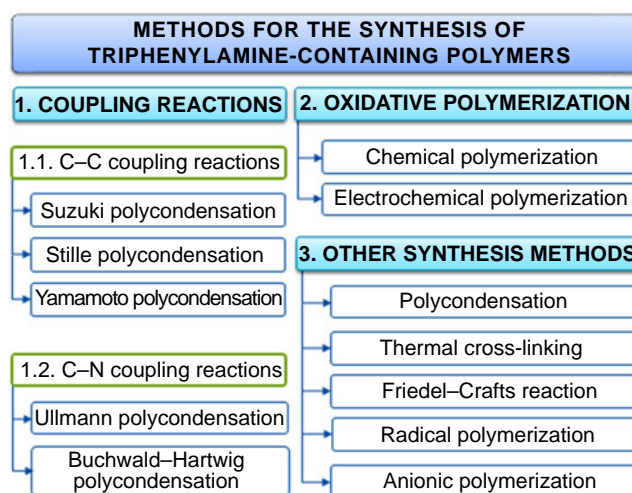 METHODS FOR THE SYNTHESIS OF
TRIPHENYLAMINE-CONTAINING POLYMERS
1. COUPLING REACTIONS
1.1. C–C coupling reactions
Suzuki polycondensation
Stille polycondensation
Yamamoto polycondensation
1.2. C–N coupling reactions
Ullmann polycondensation
Buchwald–Hartwig
polycondensation
2. OXIDATIVE POLYMERIZATION
Chemical polymerization
Electrochemical polymerization
3. OTHER SYNTHESIS METHODS
Polycondensation
Thermal cross-linking
Friedel–Crafts reaction
Radical polymerization
Anionic polymerization